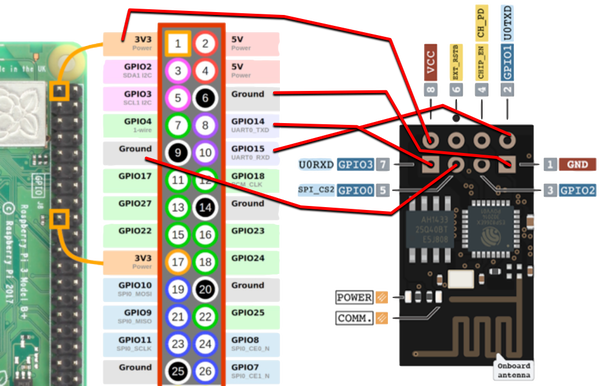 CH_PD
U0TXD
VCC
EXT_RSTB
CHIP_EN
GPIO1
8
6
4
2
3V3
Power
1
2
5V
Power
GPIO2
SDA1 I2C
3
4
5V
Power
GPIO3
SCL1 I2C
5
6
Ground
GPIO4
1-wire
7
8
GPIO14
UART0_TXD
Ground
9
10
GPIO15
UART0_RXD
U0RXD
GPIO3
7
1
GND
GPIO17
11
12
GPIO18
PCM_CLK
SPI_CS2
GPIO0
5
3
GPIO2
GPIO27
13
14
Ground
GPIO22
15
16
GPIO23
3V3
Power
17
18
GPIO24
GPIO10
SPI0_MOSI
19
20
Ground
POWER
GPIO9
SPI0_MISO
21
22
GPIO25
COMM.
GPIO11
SPI0_SCLK
23
24
GPIO8
SPI0_CE0_N
Ground
25
26
GPIO7
SPI0_CE1_N
Onboard
antenna
de in the UK
GPIO
J8
Raspberry Pi 3 Model B+
© Raspberry Pi 2017